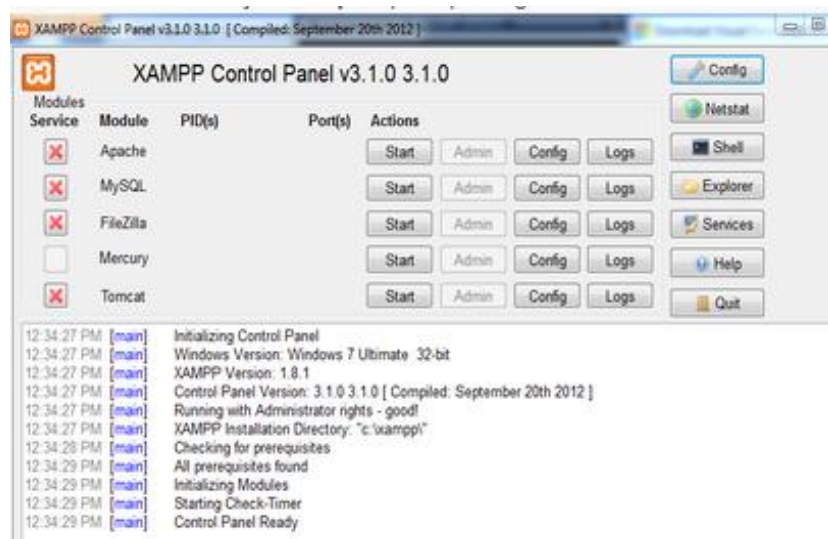 XAMPP Control Panel v3.1.0 3.1.0 [ Compiled: September 20th 2012 ]
XAMPP Control Panel v3.1.0 3.1.0
Config
Modules
Service Module PID(s) Port(s) Actions
Netstat
Apache Start Admin Config Logs
Shell
MySQL Start Admin Config Logs
Explorer
FileZilla Start Admin Config Logs
Services
Mercury Start Admin Config Logs
Help
Tomcat Start Admin Config Logs
Quit
12:34:27 PM [main] Initializing Control Panel
12:34:27 PM [main] Windows Version: Windows 7 Ultimate 32-bit
12:34:27 PM [main] XAMPP Version: 1.8.1
12:34:27 PM [main] Control Panel Version: 3.1.0 3.1.0 [ Compiled: September 20th 2012 ]
12:34:27 PM [main] Running with Administrator rights - good!
12:34:27 PM [main] XAMPP Installation Directory: "c:\xampp\"
12:34:28 PM [main] Checking for prerequisites
12:34:29 PM [main] All prerequisites found
12:34:29 PM [main] Initializing Modules
12:34:29 PM [main] Starting Check-Timer
12:34:29 PM [main] Control Panel Ready